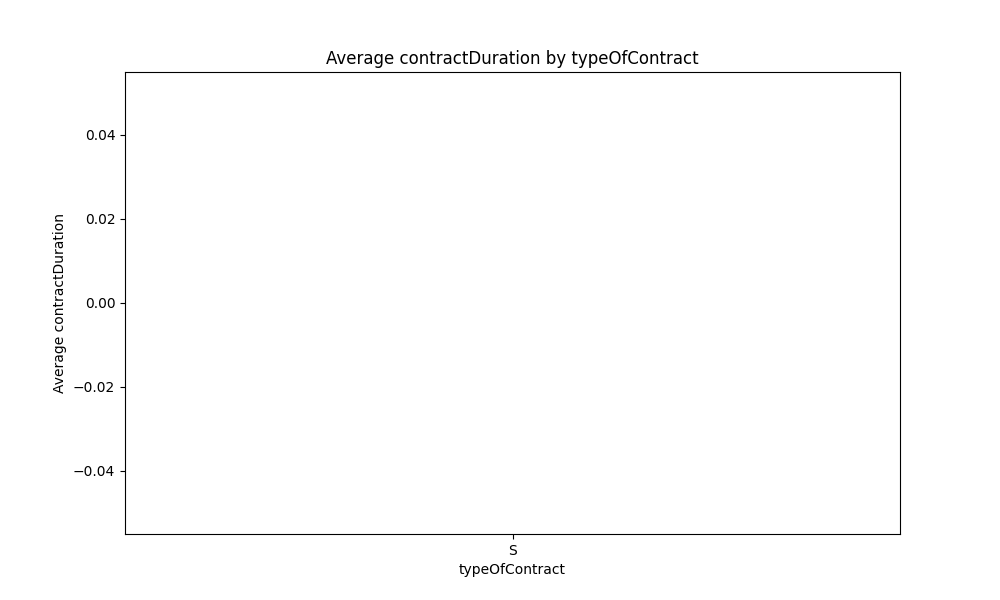 Average contractDuration by typeOfContract
Average contractDuration
0.04
0.02
0.00
−0.02
−0.04
S
typeOfContract